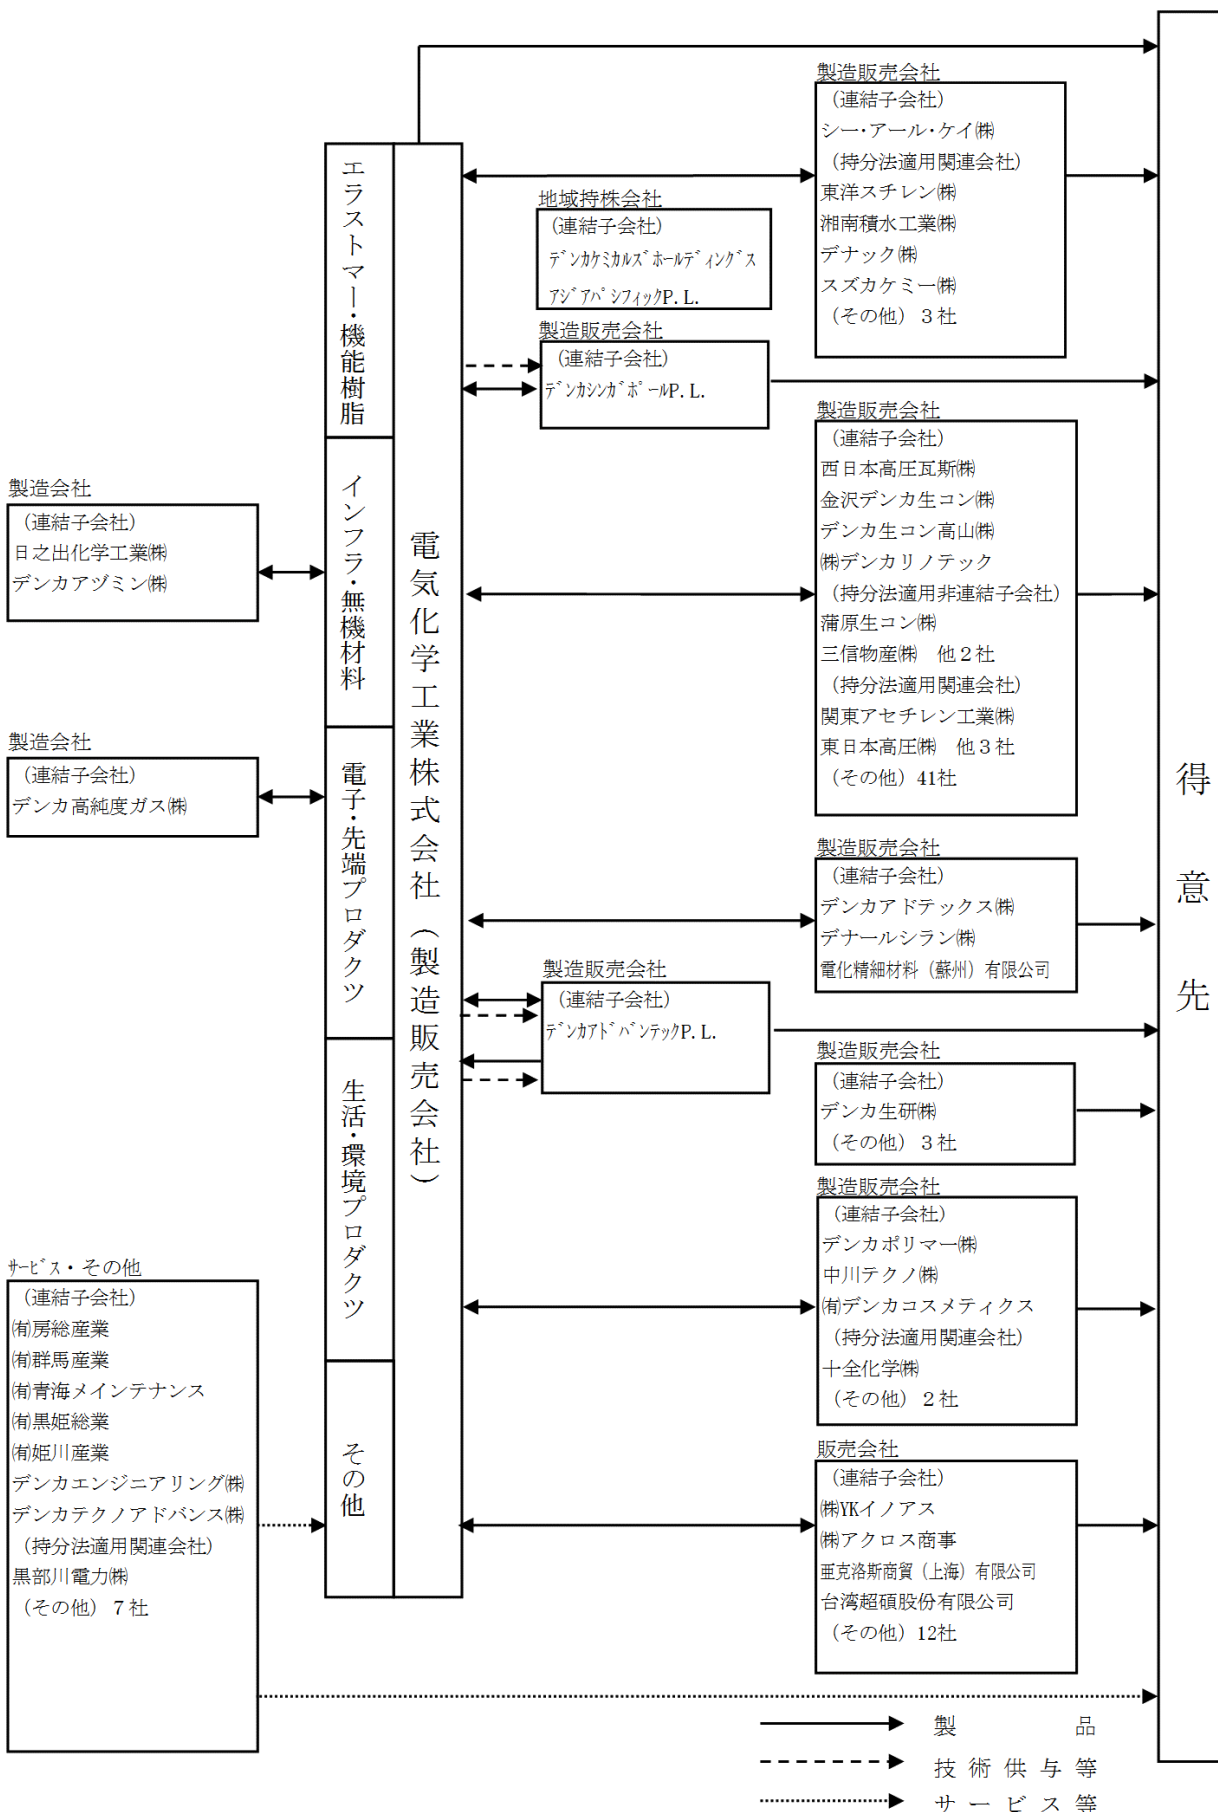 製造販売会社
（連結子会社）
シー・アール・ケイ㈱
（持分法適用関連会社）
東洋スチレン㈱
湘南積水工業㈱
デナック㈱
スズカケミー㈱
（その他）３社
地域持株会社
（連結子会社）
ﾃﾞﾝｶｹﾐｶﾙｽﾞﾎｰﾙﾃﾞｨﾝｸﾞｽ
ｱｼﾞｱﾊﾟｼﾌｨｯｸP.L.
製造販売会社
（連結子会社）
ﾃﾞﾝｶｼﾝｶﾞﾎﾟｰﾙP.L.
エラストマー・機能樹脂
インフラ・無機材料
電子・先端プロダクツ
生活・環境プロダクツ
その他
電気化学工業株式会社（製造販売会社）
製造会社
（連結子会社）
日之出化学工業㈱
デンカアヅミン㈱
製造会社
（連結子会社）
デンカ高純度ガス㈱
製造販売会社
（連結子会社）
西日本高圧瓦斯㈱
金沢デンカ生コン㈱
デンカ生コン高山㈱
㈱デンカリノテック
（持分法適用非連結子会社）
蒲原生コン㈱
三信物産㈱　他２社
（持分法適用関連会社）
関東アセチレン工業㈱
東日本高圧㈱　他３社
（その他）41社
製造販売会社
（連結子会社）
デンカアドテックス㈱
デナールシラン㈱
電化精細材料（蘇州）有限公司
製造販売会社
（連結子会社）
ﾃﾞﾝｶｱﾄﾞﾊﾞﾝﾃｯｸP.L.
製造販売会社
（連結子会社）
デンカ生研㈱
（その他）３社
製造販売会社
（連結子会社）
デンカポリマー㈱
中川テクノ㈱
㈲デンカコスメティクス
（持分法適用関連会社）
十全化学㈱
（その他）２社
販売会社
（連結子会社）
㈱YKイノアス
㈱アクロス商事
亜克洛斯商貿（上海）有限公司
台湾超碩股份有限公司
（その他）12社
ｻｰﾋﾞｽ・その他
（連結子会社）
㈲房総産業
㈲群馬産業
㈲青海メインテナンス
㈲黒姫総業
㈲姫川産業
デンカエンジニアリング㈱
デンカテクノアドバンス㈱
（持分法適用関連会社）
黒部川電力㈱
（その他）７社
得意先
製品
技術供与等
サービス等